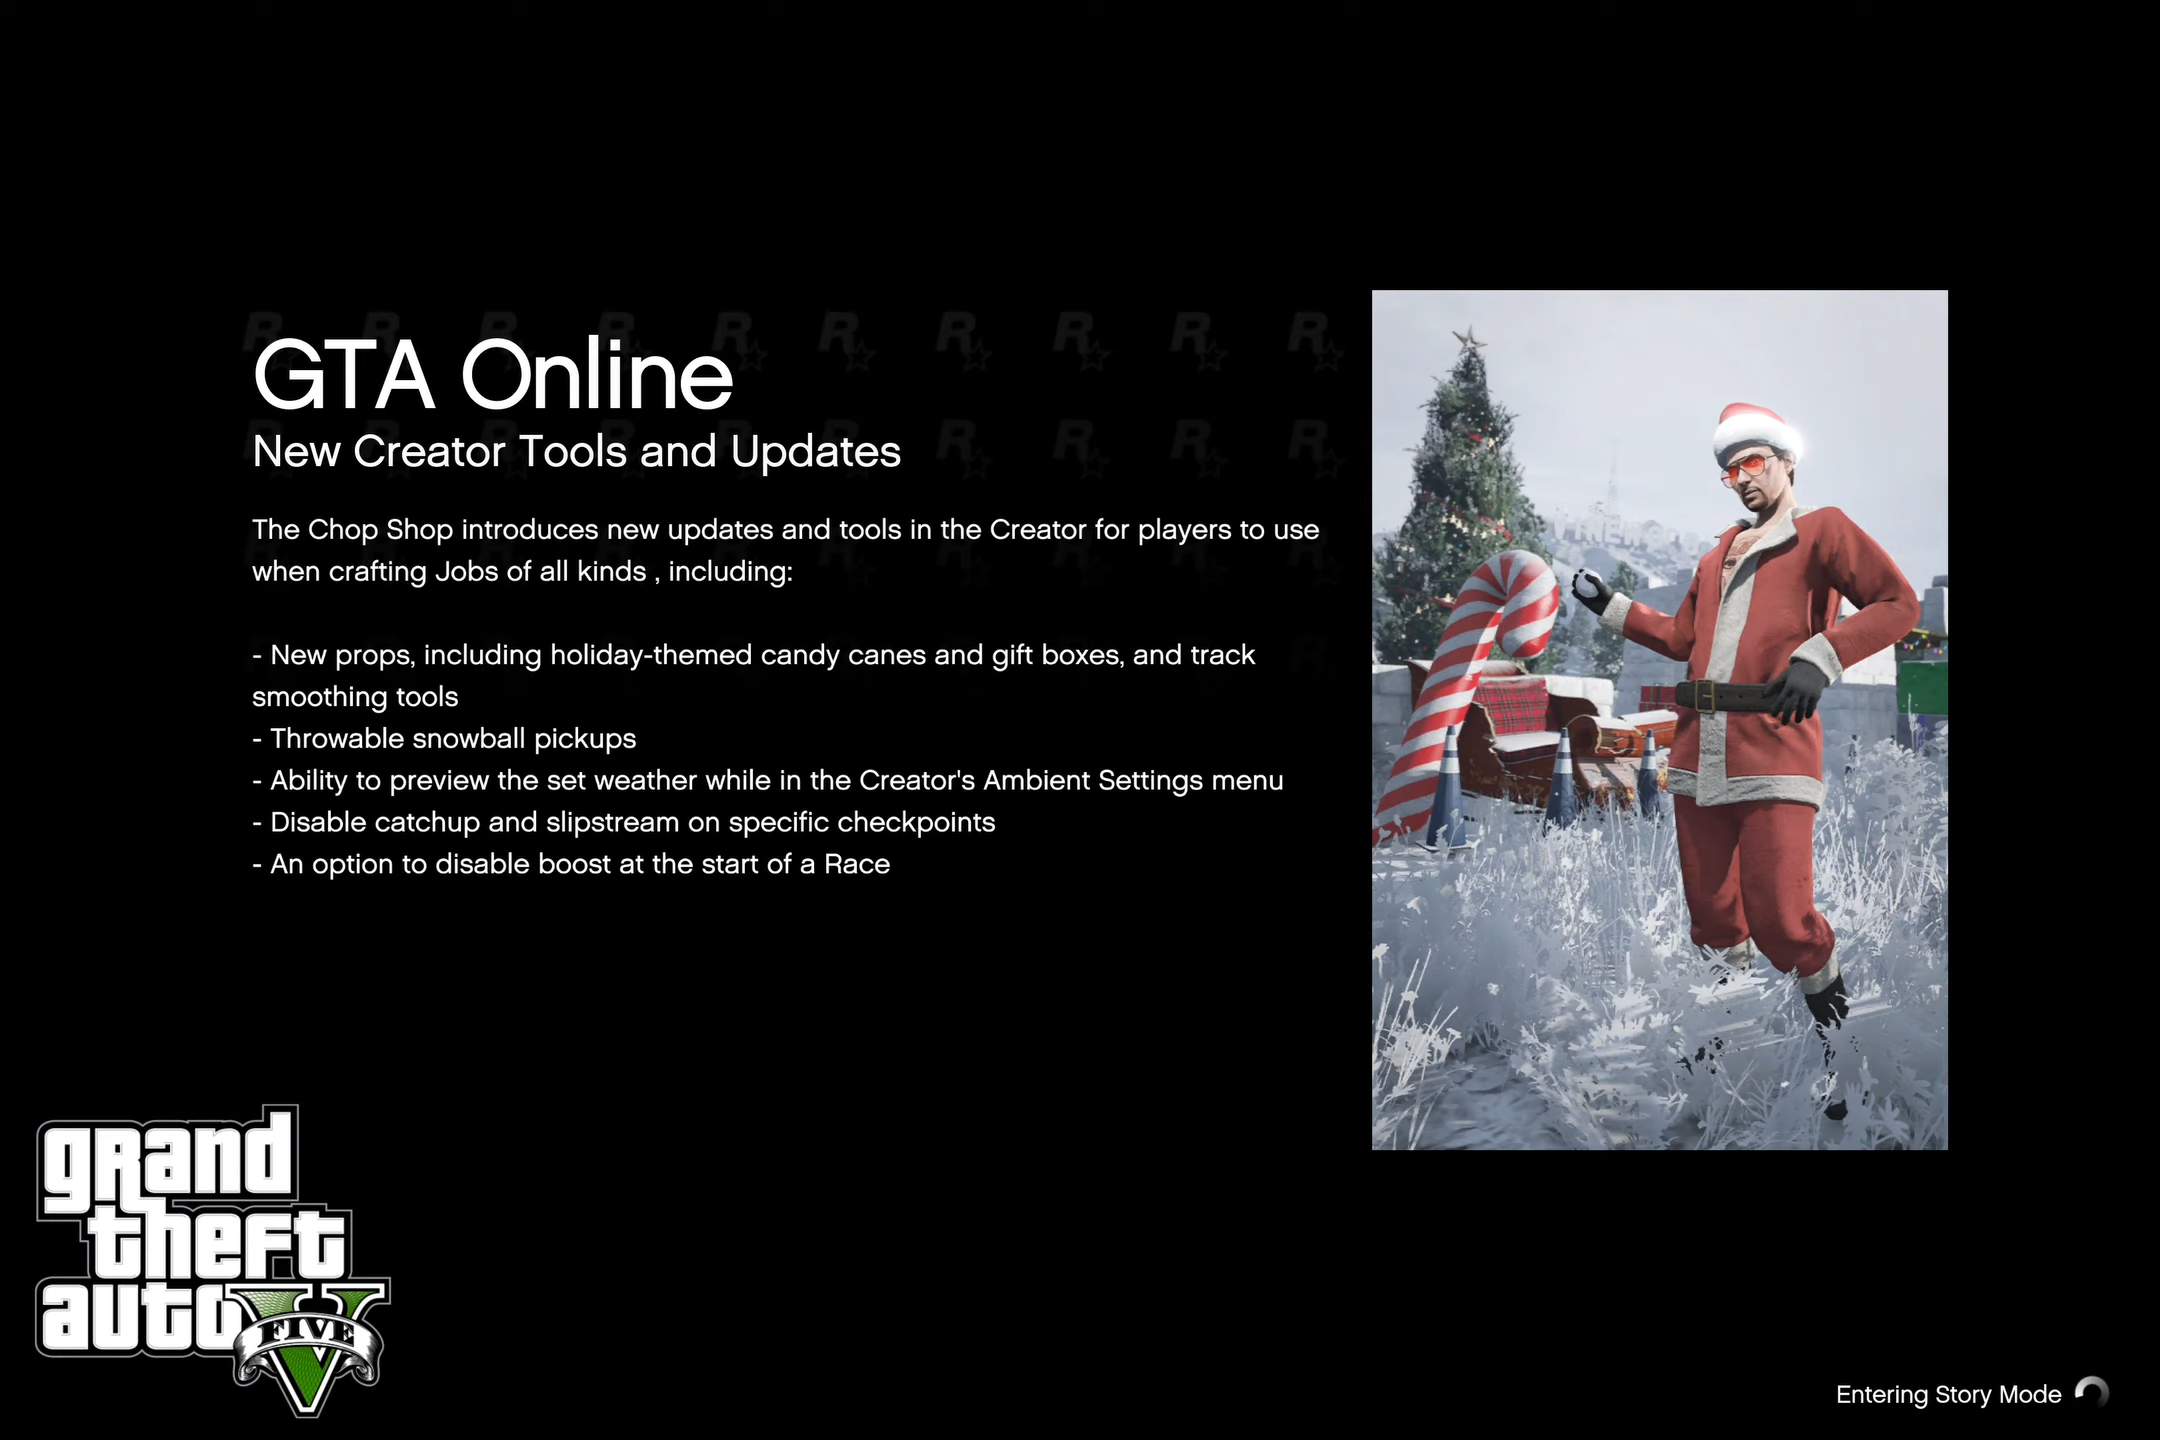 GTA Online
New Creator Tools and Updates
The Chop Shop introduces new updates and tools in the Creator for players to use
when crafting Jobs of all kinds , including:
- New props, including holiday-themed candy canes and gift boxes, and track
smoothing tools
- Throwable snowball pickups
- Ability to preview the set weather while in the Creator's Ambient Settings menu
- Disable catchup and slipstream on specific checkpoints
- An option to disable boost at the start of a Race
grand
theft
auto V
FIVE
Entering Story Mode